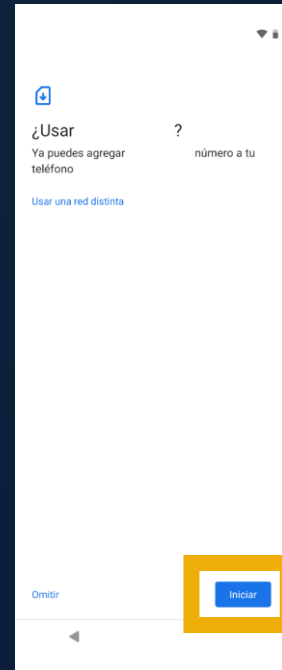 ¿Usar ?
Ya puedes agregar número a tu
teléfono
Usar una red distinta
Omitir
Iniciar